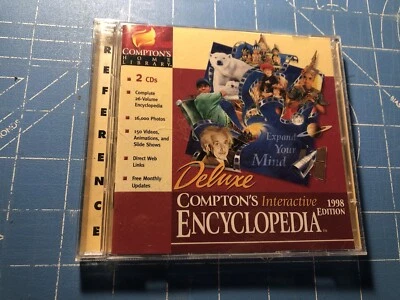 COMPTON'S
HOME
LIBRARY
REFERENCE
▪ 2 CDs
▪ Complete
26-Volume
Encyclopedia
▪ 16,000 Photos
▪ 150 Videos,
Animations, and
Slide Shows
▪ Direct Web
Links
▪ Free Monthly
Updates
Expand
Your
Mind
Deluxe
COMPTON'S Interactive
ENCYCLOPEDIA™
1998
EDITION